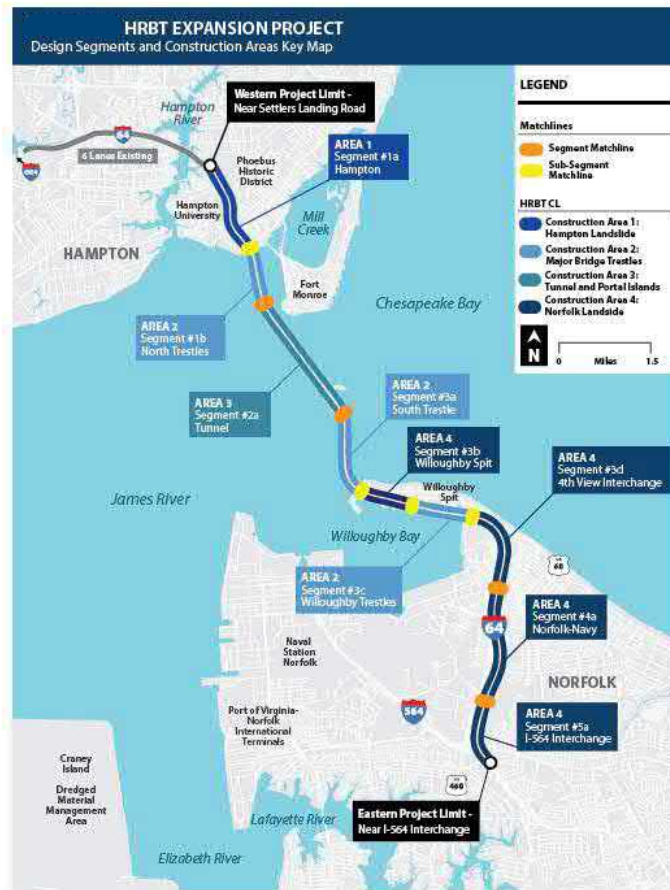 HRBT EXPANSION PROJECT
Design Segments and Construction Areas Key Map
LEGEND
Matchlines
Segment Matchline
Sub-Segment
Matchline
HRBT CL
Construction Area 1:
Hampton Landslide
Construction Area 2:
Major Bridge Trestles
Construction Area 3:
Tunnel and Portal Islands
Construction Area 4:
Norfolk Landside
N
0 Miles 1.5
Western Project Limit -
Near Settlers Landing Road
Hampton
River
64
6 Lanes Existing
664
Phoebus
Historic
District
AREA 1
Segment #1a
Hampton
Hampton
University
Mill
Creek
HAMPTON
Fort
Monroe
Chesapeake Bay
AREA 2
Segment #1b
North Trestles
AREA 3
Segment #2a
Tunnel
AREA 2
Segment #3a
South Trestle
AREA 4
Segment #3b
Willoughby Spit
AREA 4
Segment #3d
4th View Interchange
Willoughby
Spit
James River
Willoughby Bay
60
AREA 2
Segment #3c
Willoughby Trestles
AREA 4
Segment #4a
Norfolk-Navy
64
Naval
Station
Norfolk
NORFOLK
564
Port of Virginia-
Norfolk
International
Terminals
AREA 4
Segment #5a
I-564 Interchange
Craney
Island
Dredged
Material
Management
Area
460
Eastern Project Limit -
Near I-564 Interchange
Lafayette River
Elizabeth River